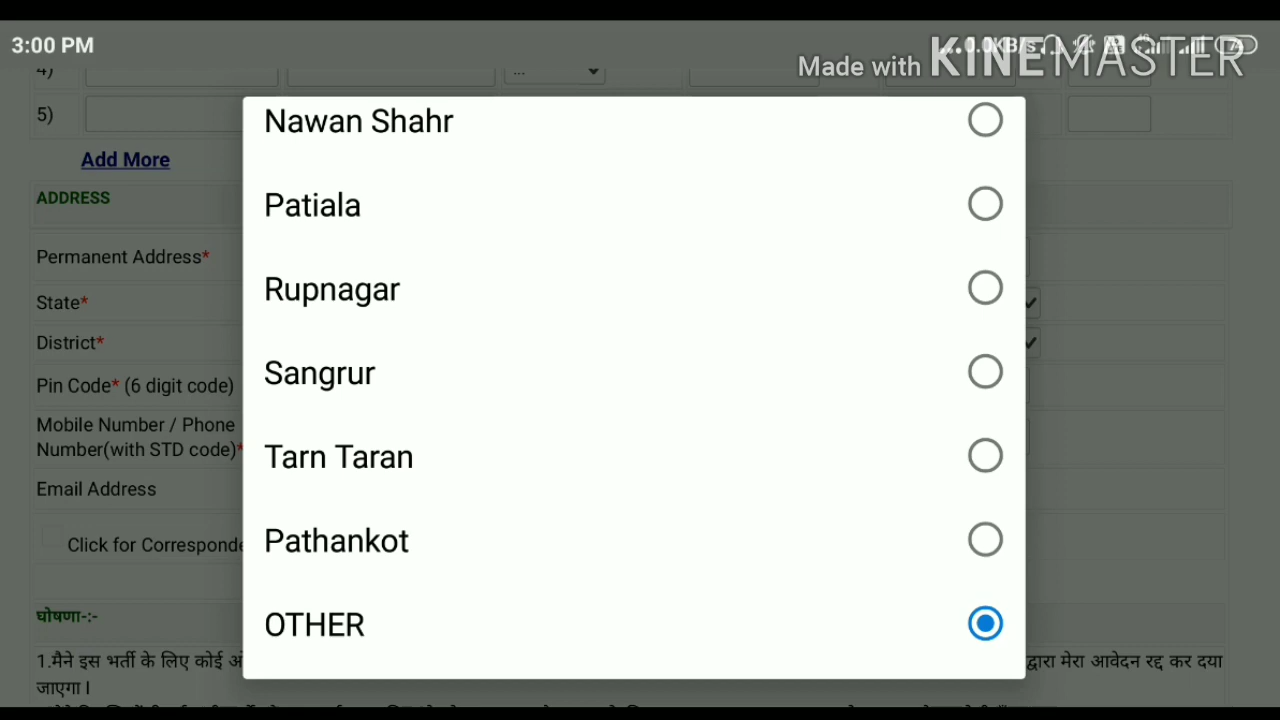 3:00 PM
...0.0KB/s
Made with KINEMASTER
4)
...
5)
Nawan Shahr
Add More
ADDRESS
Patiala
Permanent Address*
Rupnagar
State*
District*
Sangrur
Pin Code* (6 digit code)
Mobile Number / Phone
Number(with STD code)*
Tarn Taran
Email Address
Click for Corresponde
Pathankot
घोषणा-:-
OTHER
1.मैने इस भर्ती के लिए कोई अ द्वारा मेरा आवेदन रद्द कर दया
जाएगा I